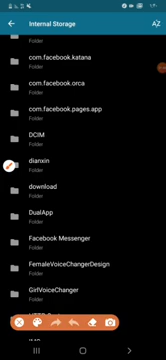 Internal Storage
Folder
com.facebook.katana
Folder
com.facebook.orca
Folder
com.facebook.pages.app
Folder
DCIM
Folder
dianxin
Folder
download
Folder
DualApp
Folder
Facebook Messenger
Folder
FemaleVoiceChangerDesign
Folder
GirlVoiceChanger
Folder